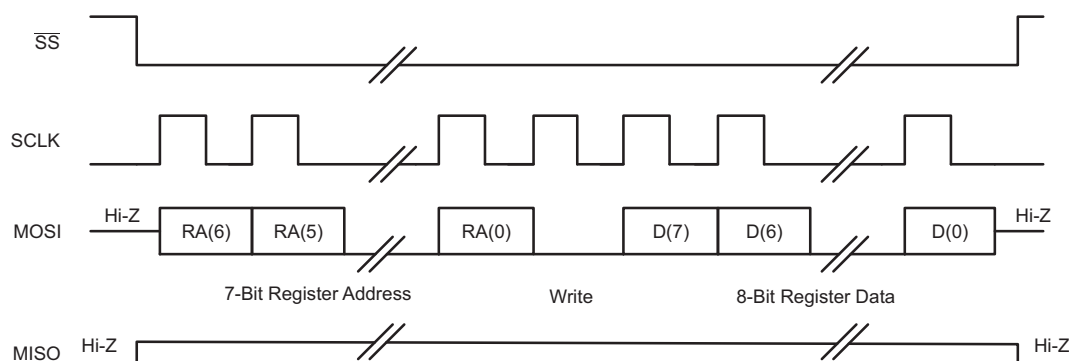 SS
SCLK
Hi-Z Hi-Z
MOSI RA(6) RA(5) RA(0) D(7) D(6) D(0)
7-Bit Register Address Write 8-Bit Register Data
MISO Hi-Z Hi-Z